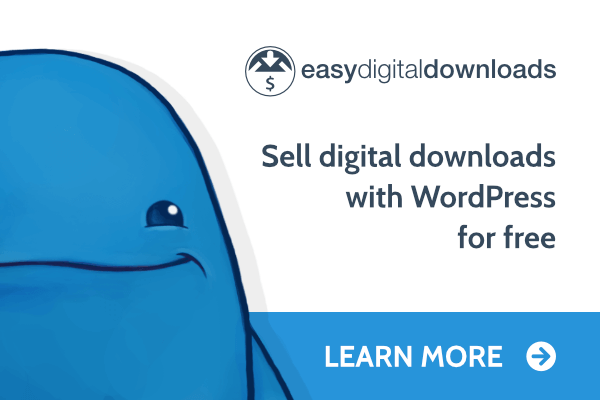 $
easydigitaldownloads
Sell digital downloads
with WordPress
for free
LEARN MORE